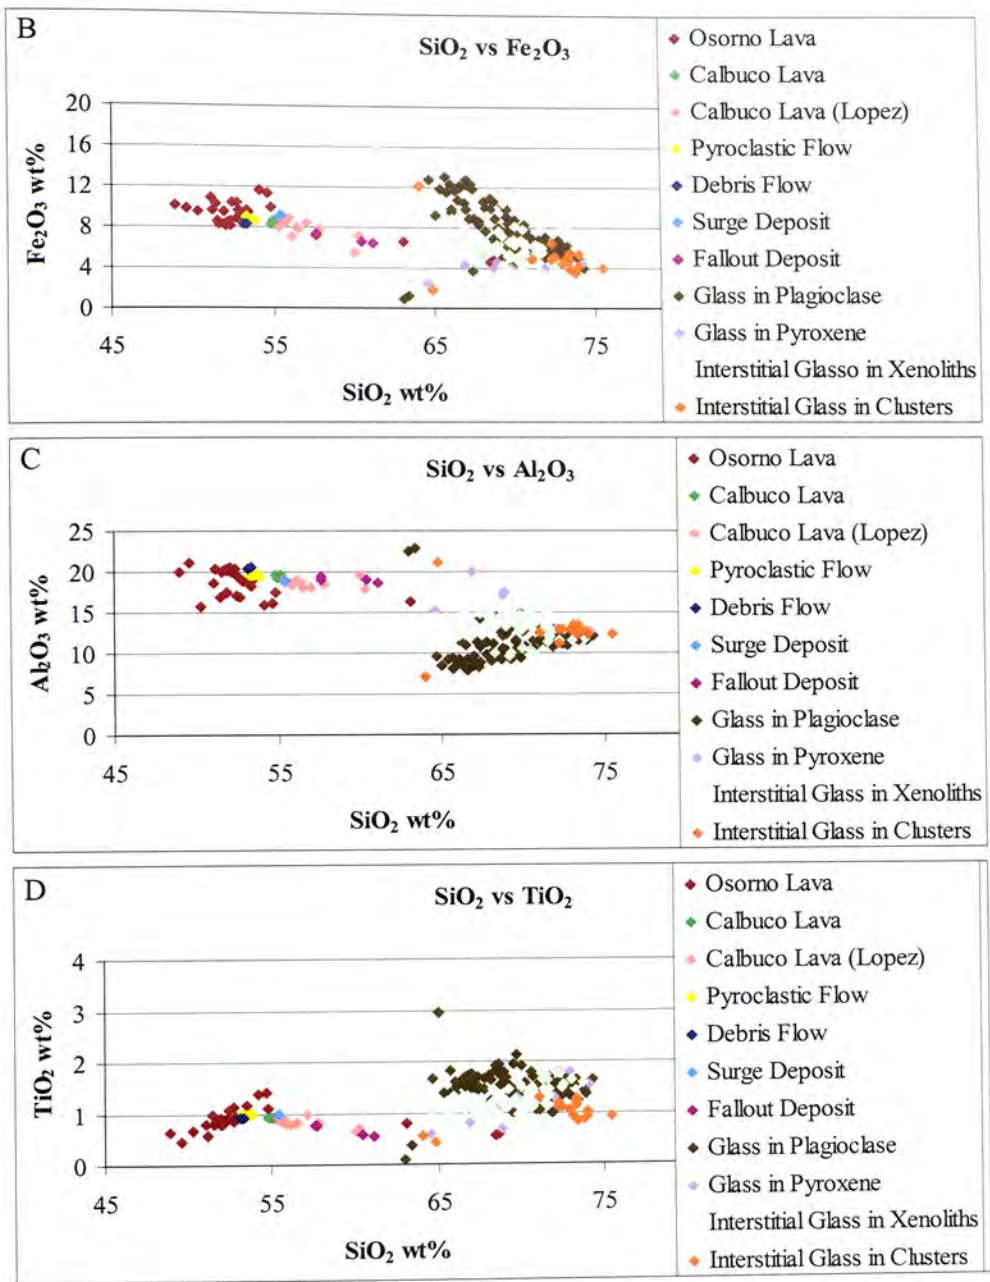 B
SiO₂ vs Fe₂O₃
Fe₂O₃ wt%
20
16
12
8
4
0
45 55 65 75
SiO₂ wt%
Osorno Lava
Calbuco Lava
Calbuco Lava (Lopez)
Pyroclastic Flow
Debris Flow
Surge Deposit
Fallout Deposit
Glass in Plagioclase
Glass in Pyroxene
Interstitial Glasso in Xenoliths
Interstitial Glass in Clusters
C
SiO₂ vs Al₂O₃
Al₂O₃ wt%
25
20
15
10
5
0
45 55 65 75
SiO₂ wt%
Osorno Lava
Calbuco Lava
Calbuco Lava (Lopez)
Pyroclastic Flow
Debris Flow
Surge Deposit
Fallout Deposit
Glass in Plagioclase
Glass in Pyroxene
Interstitial Glass in Xenoliths
Interstitial Glass in Clusters
D
SiO₂ vs TiO₂
TiO₂ wt%
4
3
2
1
0
45 55 65 75
SiO₂ wt%
Osorno Lava
Calbuco Lava
Calbuco Lava (Lopez)
Pyroclastic Flow
Debris Flow
Surge Deposit
Fallout Deposit
Glass in Plagioclase
Glass in Pyroxene
Interstitial Glass in Xenoliths
Interstitial Glass in Clusters